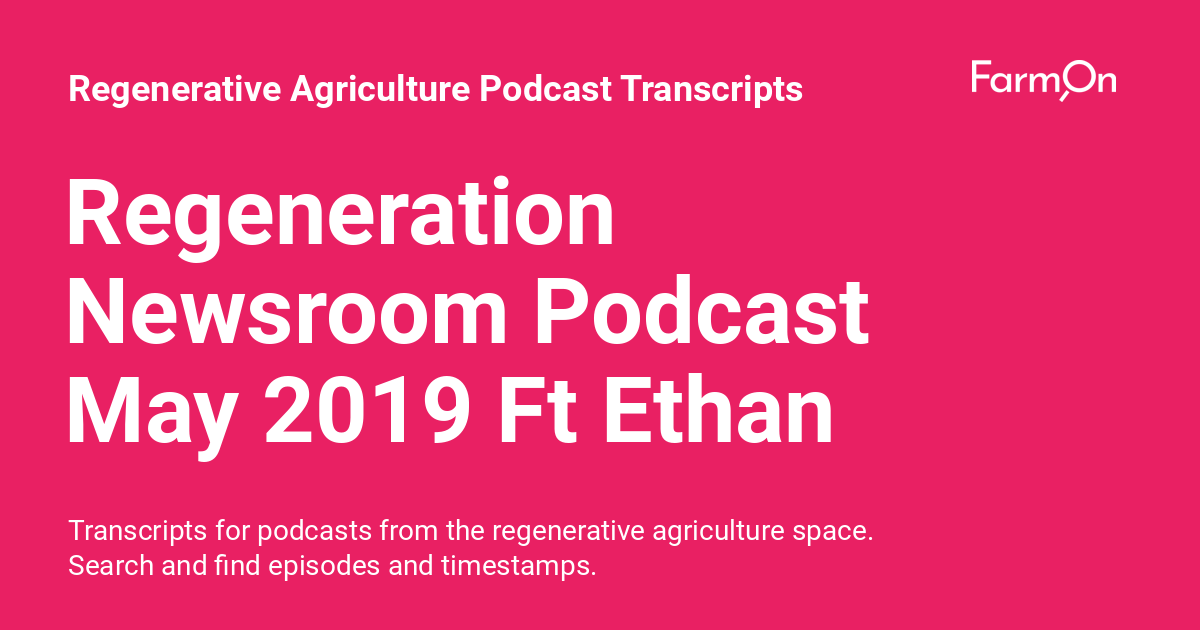 Regenerative Agriculture Podcast Transcripts
FarmOn
Regeneration
Newsroom Podcast
May 2019 Ft Ethan
Transcripts for podcasts from the regenerative agriculture space.
Search and find episodes and timestamps.